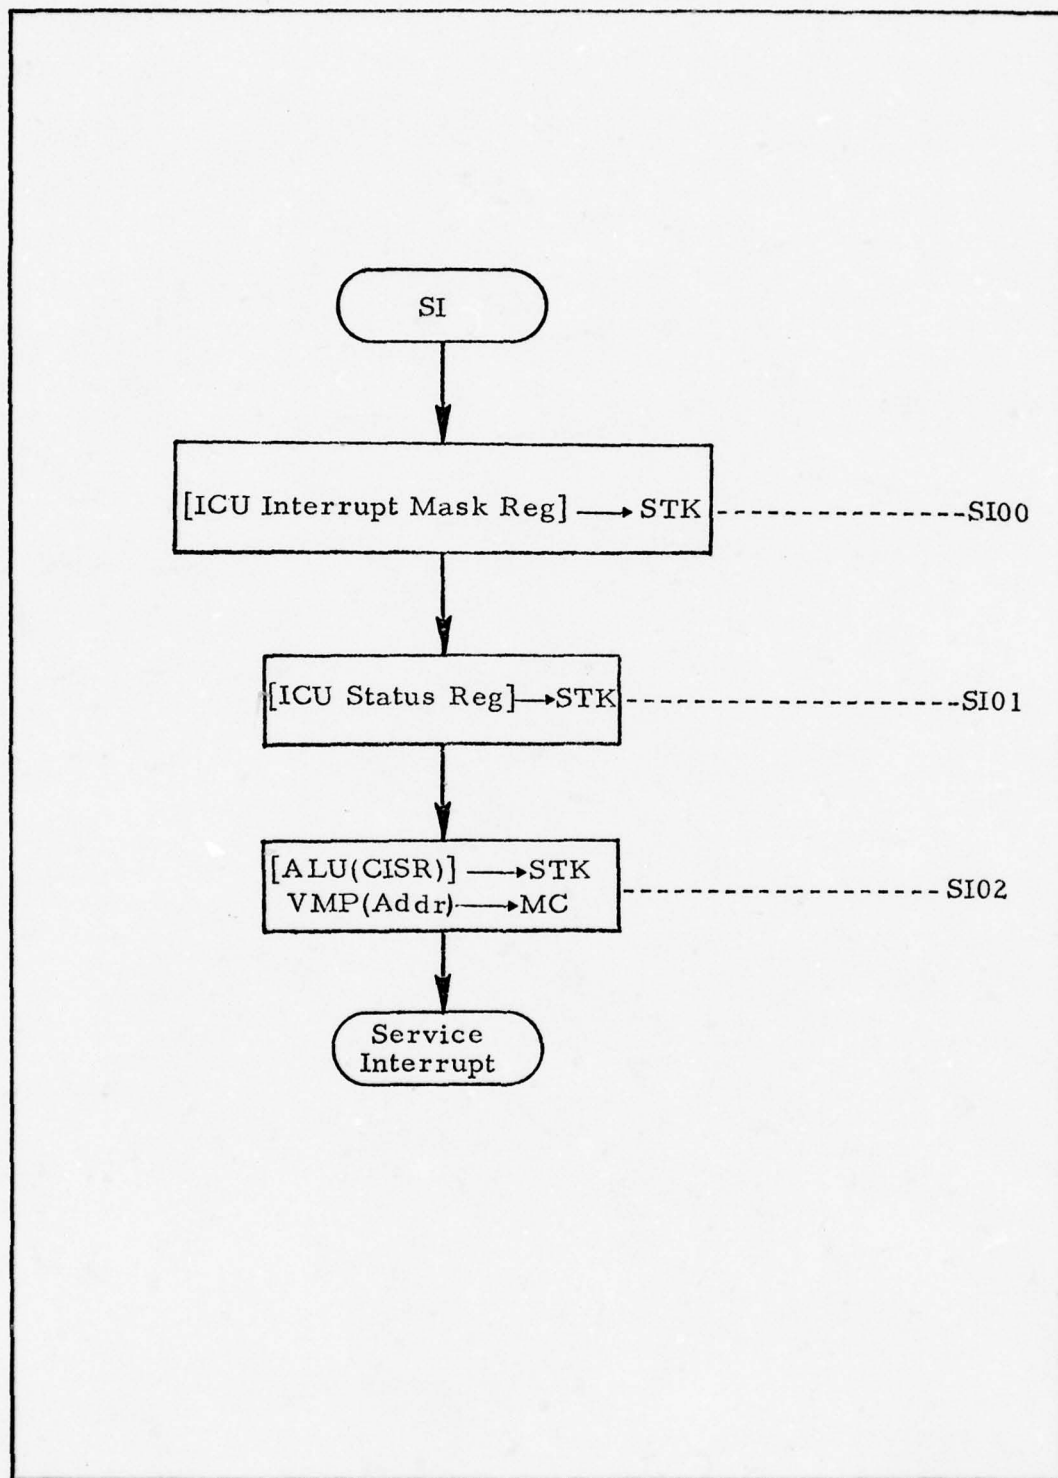 SI
[ICU Interrupt Mask Reg] → STK ---------- SI00
[ICU Status Reg] → STK ---------- SI01
[ALU(CISR)] → STK
VMP(Addr) → MC ---------- SI02
Service
Interrupt